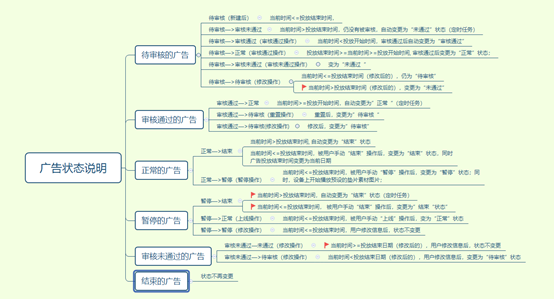 广告状态说明
待审核的广告
待审核（新建后） 当前时间<=投放结束时间、
待审核—>审核未通过 当前时间>投放结束时间，仍没有被审核，自动变更为“未通过”状态（定时任务）
待审核—>审核通过（审核通过操作） 当前时间<投放开始时间，审核通过后自动变更为“审核通过”
待审核—>正常（审核通过操作） 投放结束时间>=当前时间>=投放开始时间，审核通过后变更为“正常”状态；
待审核—>审核未通过（审核未通过操作） 变为“未通过 ”
待审核—>待审核（修改操作）
当前时间<=投放结束时间（修改后的），仍为“待审核”
当前时间>投放结束时间（修改后的），变更为“未通过”
审核通过的广告
审核通过—>正常 当前时间>=投放开始时间，自动变更为“正常 ”（定时任务）
审核通过—>待审核（重置操作） 重置后，变更为“待审核 ”
审核通过—>待审核(修改操作) 修改后，变更为“待审核”
正常的广告
正常—>结束
当前时间>投放结束时间，自动变更为“结束”状态
当前时间<=投放结束时间，被用户手动“结束”操作后，变更为“结束”状态，同时
广告投放结束时间变更为当前日期
正常—>暂停（暂停操作）
当前时间<=投放结束时间，被用户手动“暂停”操作后，变更为“暂停”状态；同
时，设备上开始播放预设的垫片素材图片；
暂停的广告
暂停—>结束
当前时间>投放结束时间，自动变更为“结束”状态（定时任务）
当前时间<=投放结束时间， 被用户手动“结束”操作后，变更为“结束 ”状态”
暂停—>正常（上线操作） 当前时间<=投放结束时间，被用户手动“上线”操作后，变为“正常”状态
暂停—>暂停（修改操作） 当前时间<=投放结束时间，用户修改信息后，状态不变更
审核未通过的广告
审核未通过—未通过（修改操作） 当前时间>=投放结束日期（修改后的），用户修改信息后，状态不变更
审核未通过—>待审核（修改操作） 当前时间<投放结束日期（修改后的），用户修改信息后，变更为“待审核”状态
结束的广告
状态不再变更